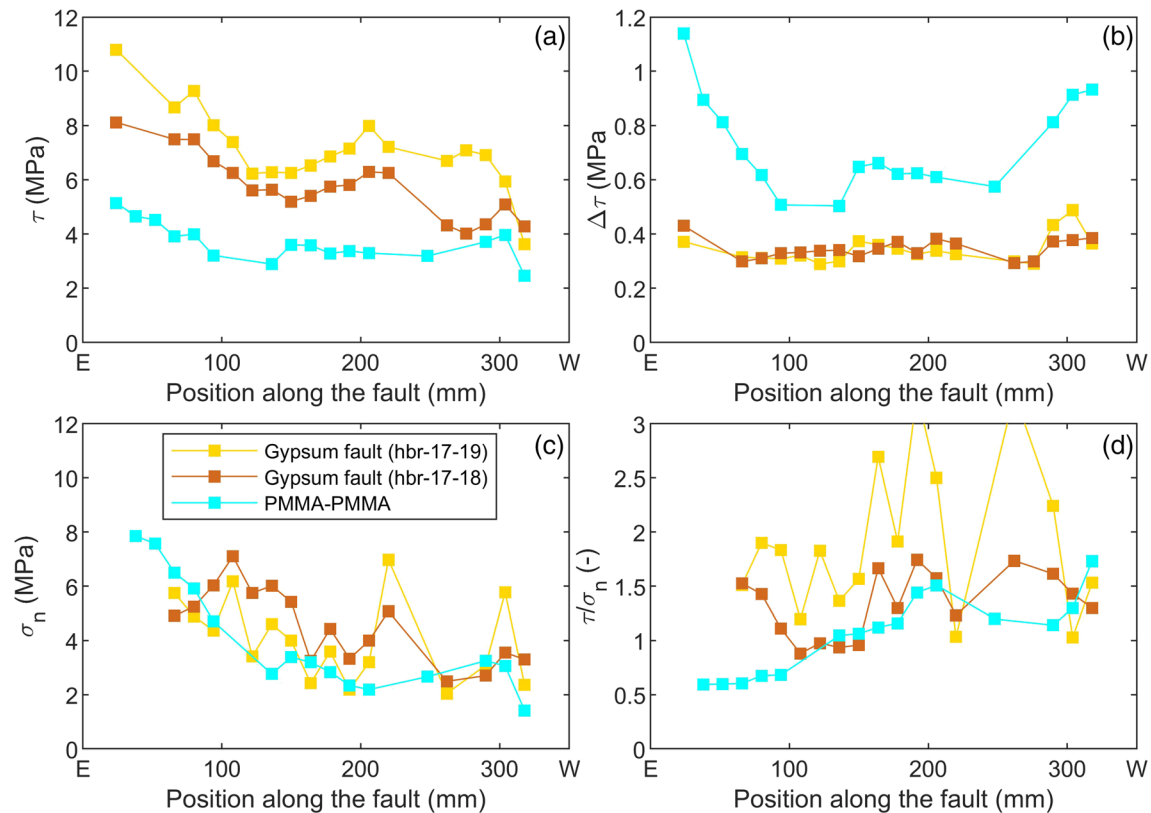 (a)
τ (MPa)
12
10
8
6
4
2
0
E
100
200
300
W
Position along the fault (mm)
(b)
Δτ (MPa
1.2
1
0.8
0.6
0.4
0.2
0
E
100
200
300
W
Position along the fault (mm)
(c)
σn (MPa)
12
10
8
6
4
2
0
Gypsum fault (hbr-17-19)
Gypsum fault (hbr-17-18)
PMMA-PMMA
E
100
200
300
W
Position along the fault (mm)
(d)
τ/σn (-)
3
2.5
2
1.5
1
0.5
0
E
100
200
300
W
Position along the fault (mm)